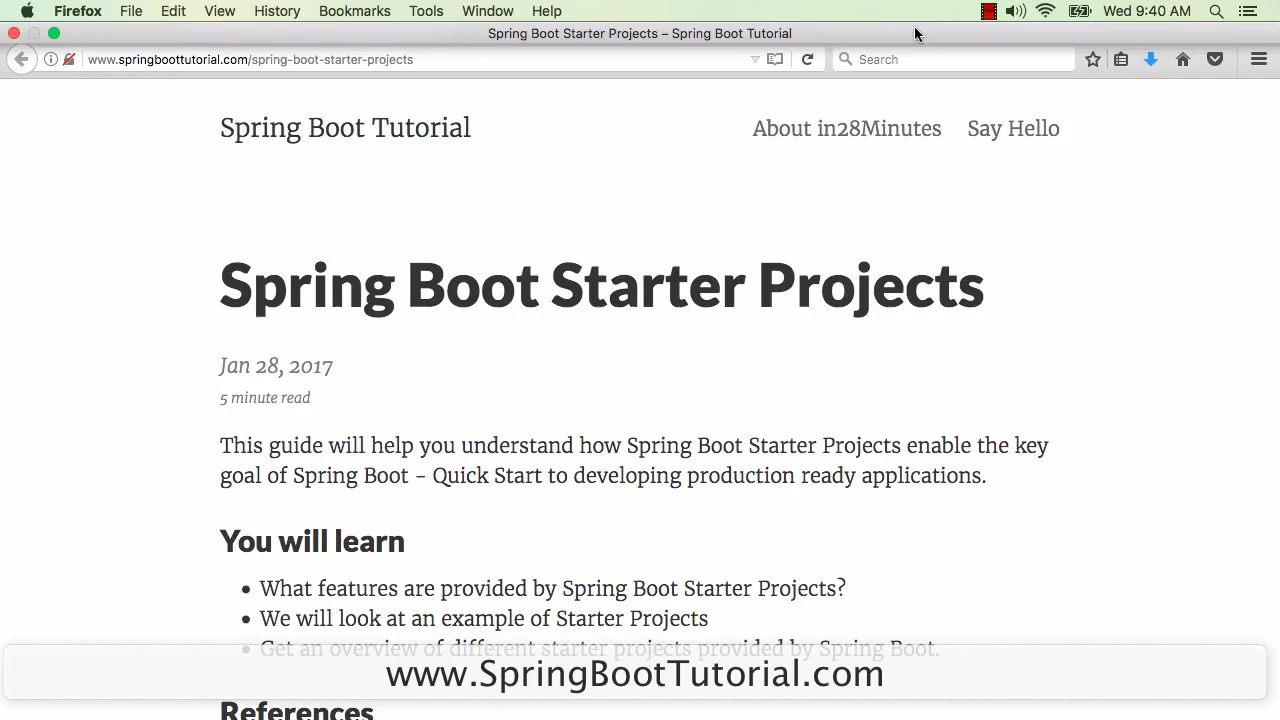 Firefox File Edit View History Bookmarks Tools Window Help Wed 9:40 AM
Spring Boot Starter Projects – Spring Boot Tutorial
www.springboottutorial.com/spring-boot-starter-projects Search
Spring Boot Tutorial About in28Minutes Say Hello
Spring Boot Starter Projects
Jan 28, 2017
5 minute read
This guide will help you understand how Spring Boot Starter Projects enable the key
goal of Spring Boot - Quick Start to developing production ready applications.
You will learn
• What features are provided by Spring Boot Starter Projects?
• We will look at an example of Starter Projects
• Get an overview of different starter projects provided by Spring Boot.
www.SpringBootTutorial.com
References